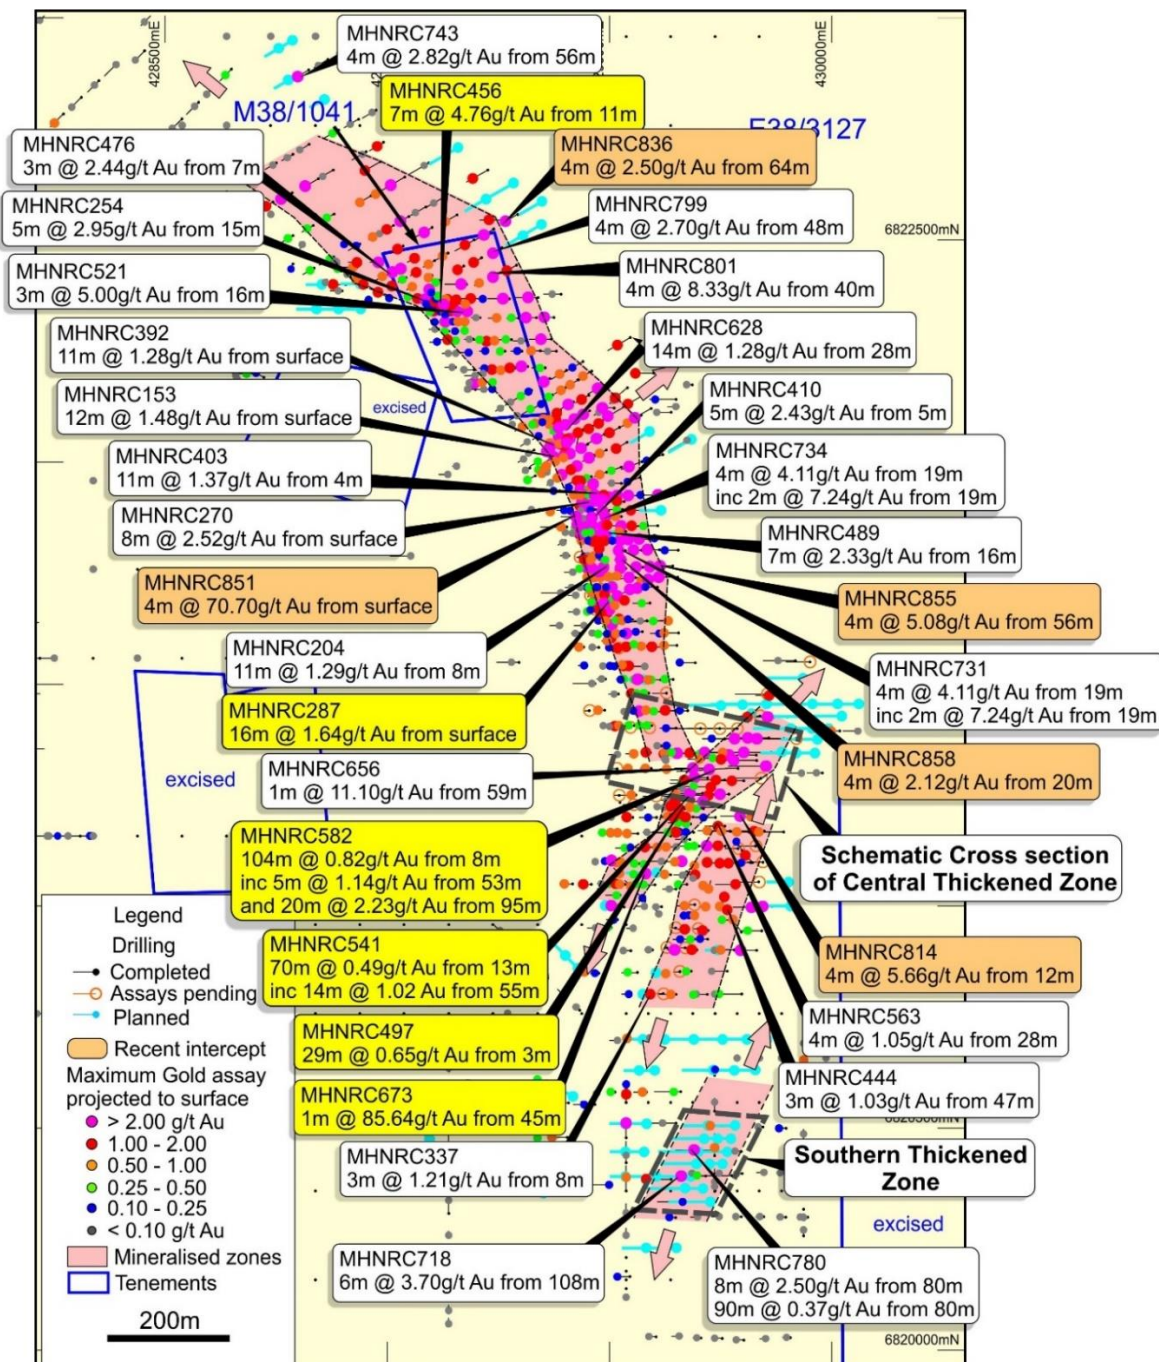 428500mE
430000mE
MHNRC743
4m @ 2.82g/t Au from 56m
MHNRC456
7m @ 4.76g/t Au from 11m
M38/1041
E38/3127
MHNRC476
3m @ 2.44g/t Au from 7m
MHNRC836
4m @ 2.50g/t Au from 64m
MHNRC254
5m @ 2.95g/t Au from 15m
MHNRC799
4m @ 2.70g/t Au from 48m
6822500mN
MHNRC521
3m @ 5.00g/t Au from 16m
MHNRC801
4m @ 8.33g/t Au from 40m
MHNRC392
11m @ 1.28g/t Au from surface
MHNRC628
14m @ 1.28g/t Au from 28m
MHNRC153
12m @ 1.48g/t Au from surface
excised
MHNRC410
5m @ 2.43g/t Au from 5m
MHNRC403
11m @ 1.37g/t Au from 4m
MHNRC734
4m @ 4.11g/t Au from 19m
inc 2m @ 7.24g/t Au from 19m
MHNRC270
8m @ 2.52g/t Au from surface
MHNRC489
7m @ 2.33g/t Au from 16m
MHNRC851
4m @ 70.70g/t Au from surface
MHNRC855
4m @ 5.08g/t Au from 56m
MHNRC204
11m @ 1.29g/t Au from 8m
MHNRC731
4m @ 4.11g/t Au from 19m
inc 2m @ 7.24g/t Au from 19m
MHNRC287
16m @ 1.64g/t Au from surface
excised
MHNRC656
1m @ 11.10g/t Au from 59m
MHNRC858
4m @ 2.12g/t Au from 20m
MHNRC582
104m @ 0.82g/t Au from 8m
inc 5m @ 1.14g/t Au from 53m
and 20m @ 2.23g/t Au from 95m
Schematic Cross section
of Central Thickened Zone
MHNRC541
70m @ 0.49g/t Au from 13m
inc 14m @ 1.02 Au from 55m
MHNRC814
4m @ 5.66g/t Au from 12m
MHNRC497
29m @ 0.65g/t Au from 3m
MHNRC563
4m @ 1.05g/t Au from 28m
MHNRC673
1m @ 85.64g/t Au from 45m
MHNRC444
3m @ 1.03g/t Au from 47m
MHNRC337
3m @ 1.21g/t Au from 8m
Southern Thickened
Zone
excised
MHNRC718
6m @ 3.70g/t Au from 108m
MHNRC780
8m @ 2.50g/t Au from 80m
90m @ 0.37g/t Au from 80m
6820000mN
Legend
Drilling
Completed
Assays pending
Planned
Recent intercept
Maximum Gold assay
projected to surface
> 2.00 g/t Au
1.00 - 2.00
0.50 - 1.00
0.25 - 0.50
0.10 - 0.25
< 0.10 g/t Au
Mineralised zones
Tenements
200m